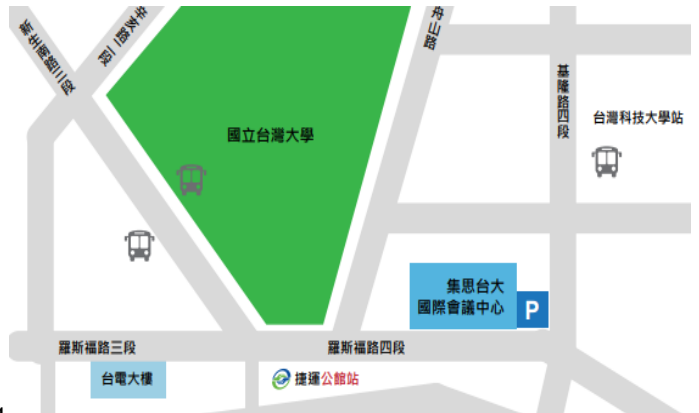 新生南路三段
辛亥路二段
舟山路
基隆路四段
台灣科技大學站
國立台灣大學
集思台大
國際會議中心
P
羅斯福路三段
羅斯福路四段
台電大樓
捷運公館站